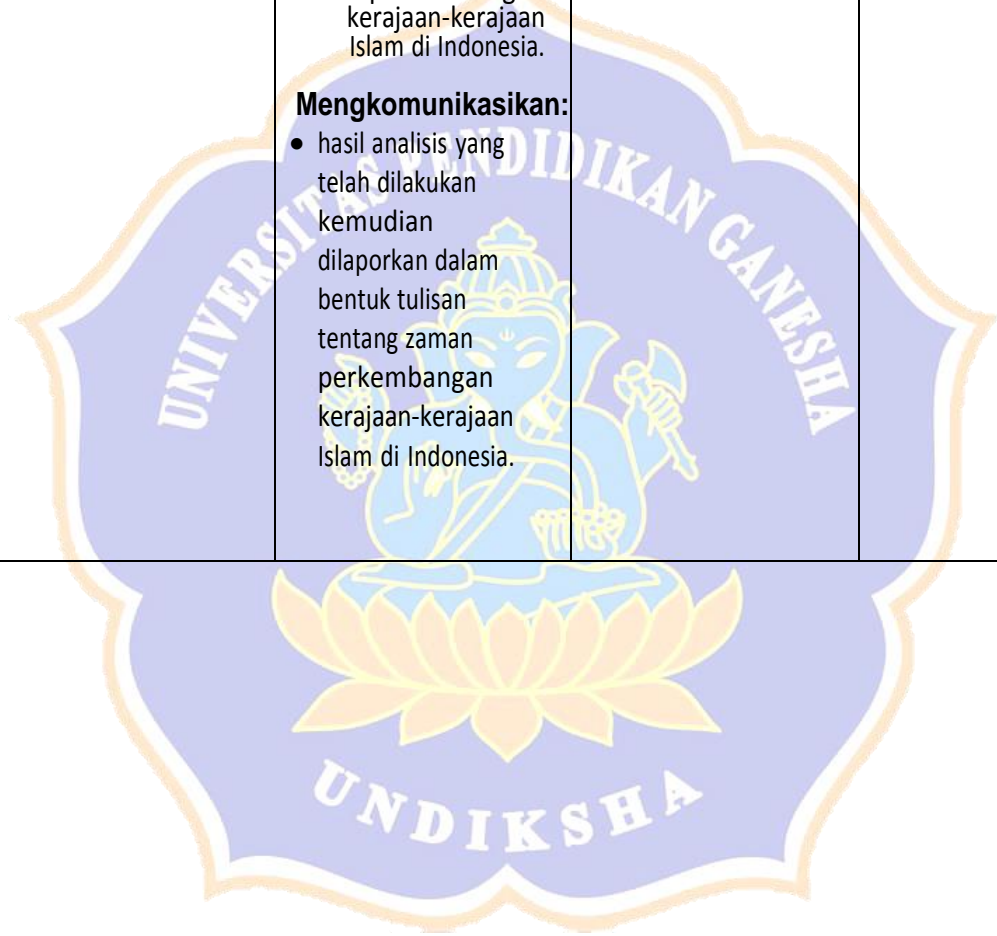 kerajaan-kerajaan
Islam di Indonesia.
Mengkomunikasikan:
• hasil analisis yang
telah dilakukan
kemudian
dilaporkan dalam
bentuk tulisan
tentang zaman
perkembangan
kerajaan-kerajaan
Islam di Indonesia.
UNIVERSITAS PENDIDIKAN GANESHA
UNDIKSHA